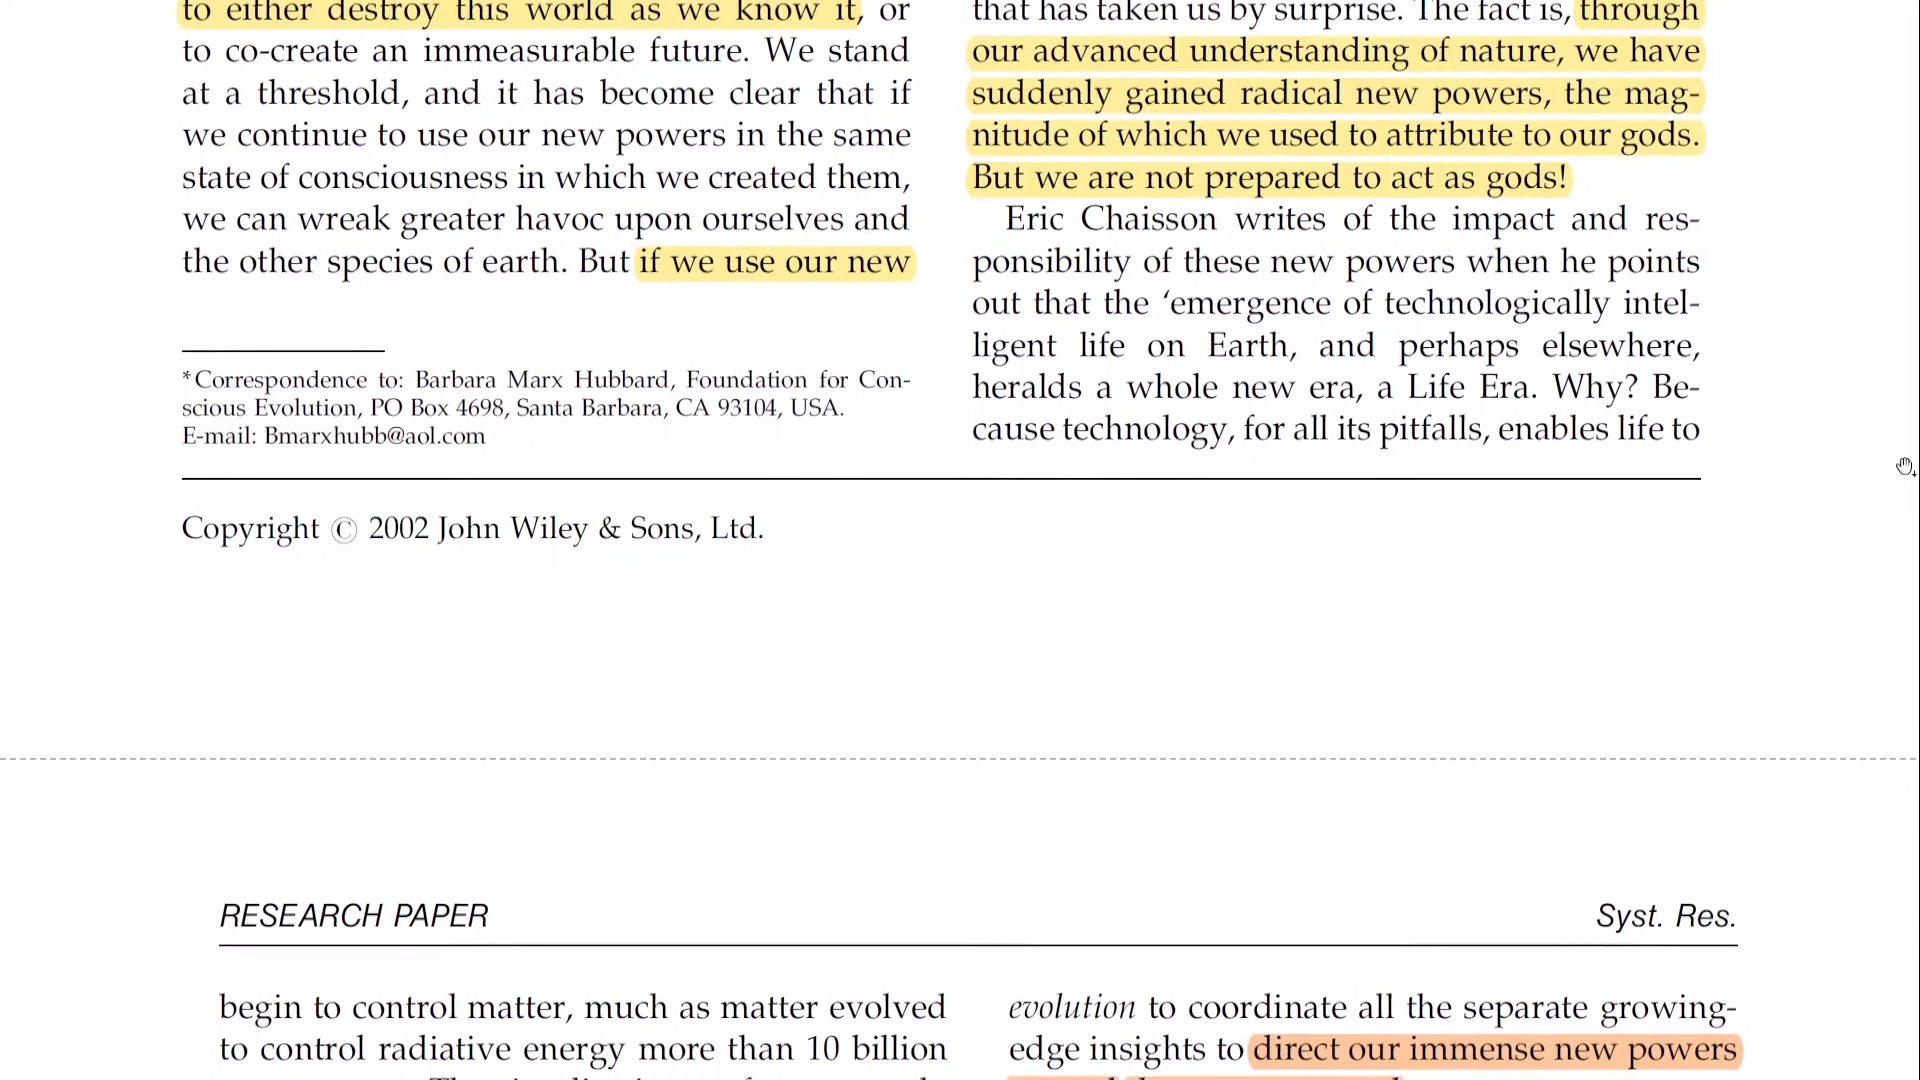 to either destroy this world as we know it, or
to co-create an immeasurable future. We stand
at a threshold, and it has become clear that if
we continue to use our new powers in the same
state of consciousness in which we created them,
we can wreak greater havoc upon ourselves and
the other species of earth. But if we use our new
*Correspondence to: Barbara Marx Hubbard, Foundation for Con-
scious Evolution, PO Box 4698, Santa Barbara, CA 93104, USA.
E-mail: Bmarxhubb@aol.com
that has taken us by surprise. The fact is, through
our advanced understanding of nature, we have
suddenly gained radical new powers, the mag-
nitude of which we used to attribute to our gods.
But we are not prepared to act as gods!
Eric Chaisson writes of the impact and res-
ponsibility of these new powers when he points
out that the ‘emergence of technologically intel-
ligent life on Earth, and perhaps elsewhere,
heralds a whole new era, a Life Era. Why? Be-
cause technology, for all its pitfalls, enables life to
Copyright © 2002 John Wiley & Sons, Ltd.
RESEARCH PAPER
Syst. Res.
begin to control matter, much as matter evolved
to control radiative energy more than 10 billion
evolution to coordinate all the separate growing-
edge insights to direct our immense new powers